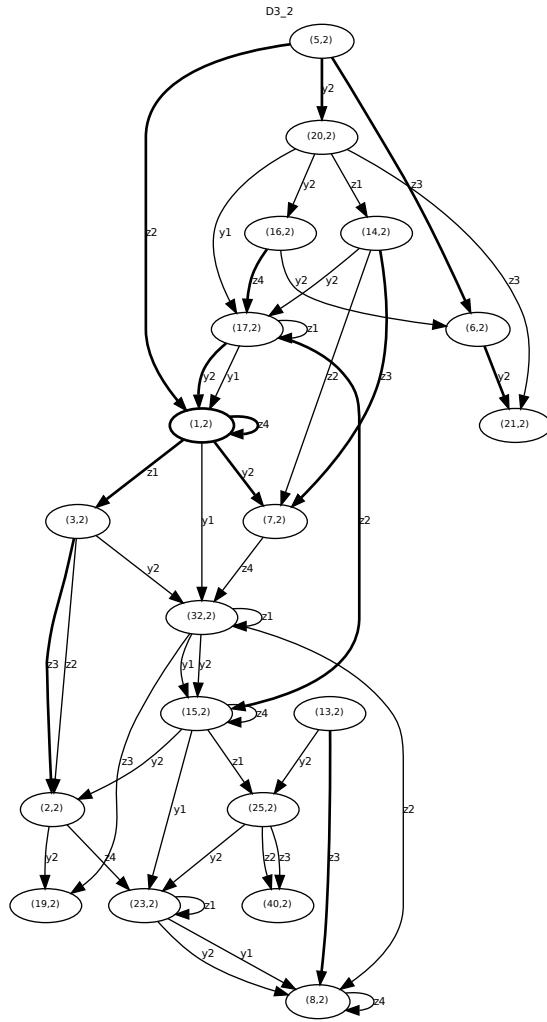 D3_2
(5,2)
y2
(20,2)
z2
y1
y2
z1
z3
z3
(16,2)
(14,2)
z4
y2
y2
(17,2)
z1
(6,2)
y2
y1
z2
z3
y2
(1,2)
z4
(21,2)
z1
y2
(3,2)
y1
(7,2)
z2
y2
z4
(32,2)
z1
z3
z2
y1
y2
(15,2)
z4
(13,2)
z3
y2
z1
y2
z2
y1
(2,2)
(25,2)
y2
z4
y2
z2
z3
z3
(19,2)
(23,2)
z1
(40,2)
y2
y1
(8,2)
z4